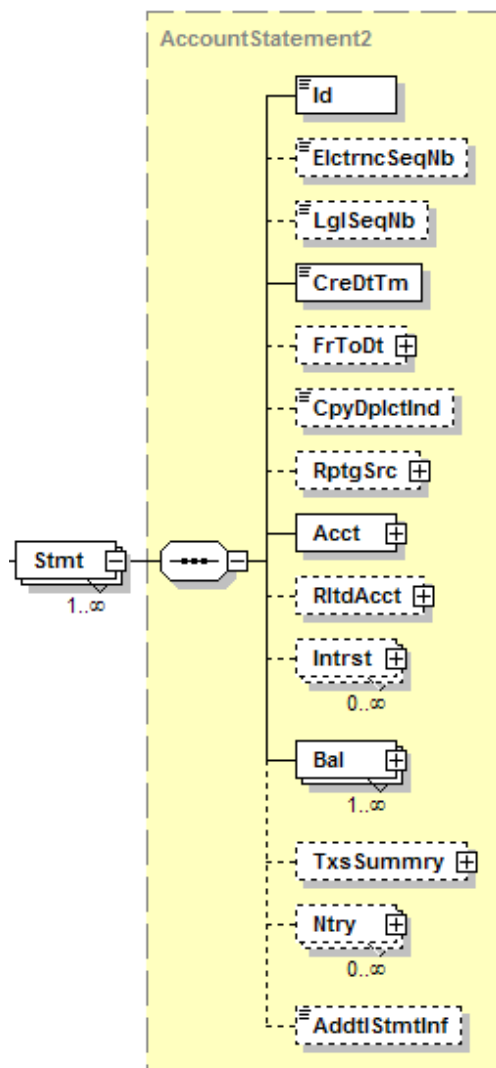 AccountStatement2
Id
ElctrncSeqNb
LglSeqNb
CreDtTm
FrToDt
CpyDplctInd
RptgSrc
Acct
Stmt
1..∞
RltdAcct
Intrst
0..∞
Bal
1..∞
TxsSummry
Ntry
0..∞
AddtlStmtInf